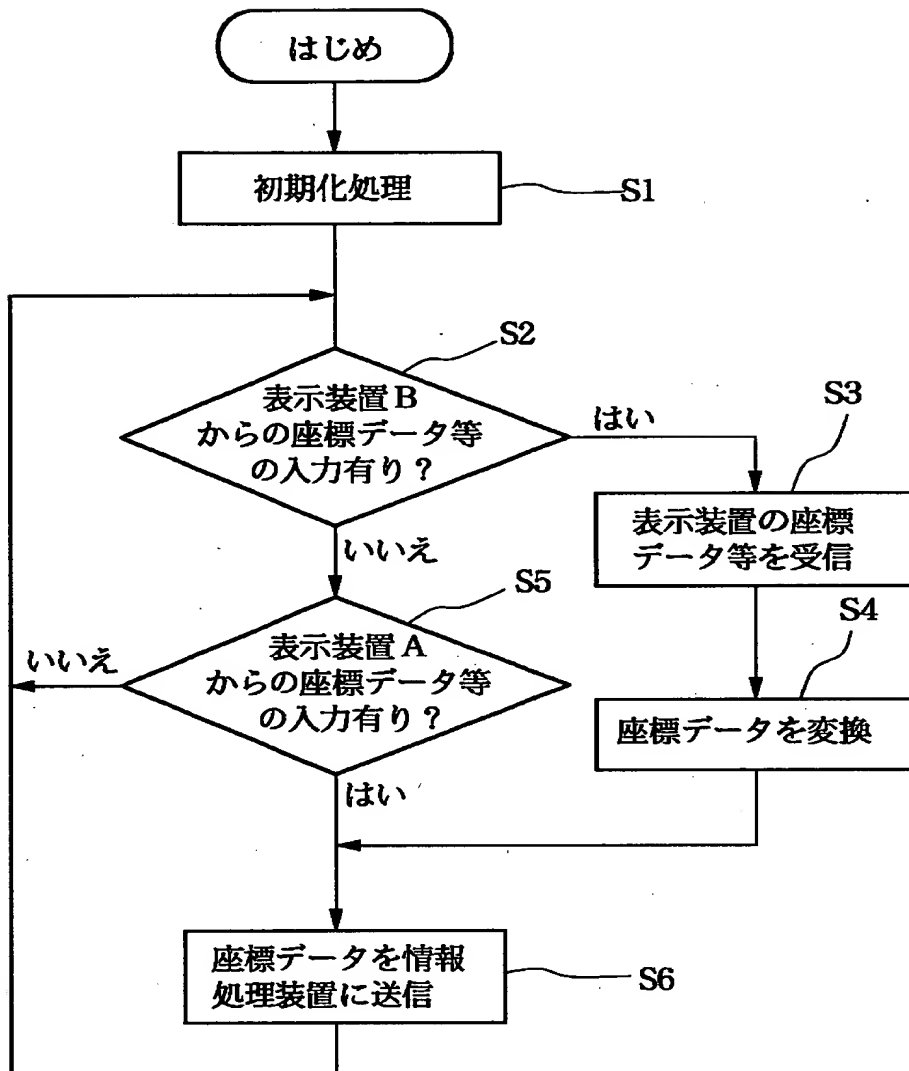 はじめ
初期化処理
S1
S2
表示装置B
からの座標データ等
の入力有り?
はい
S3
表示装置の座標
データ等を受信
いいえ
S4
座標データを変換
S5
表示装置A
からの座標データ等
の入力有り?
いいえ
はい
座標データを情報
処理装置に送信
S6